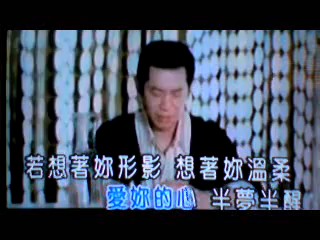 若想著妳形影 想著妳溫柔
愛妳的心 半夢半醒